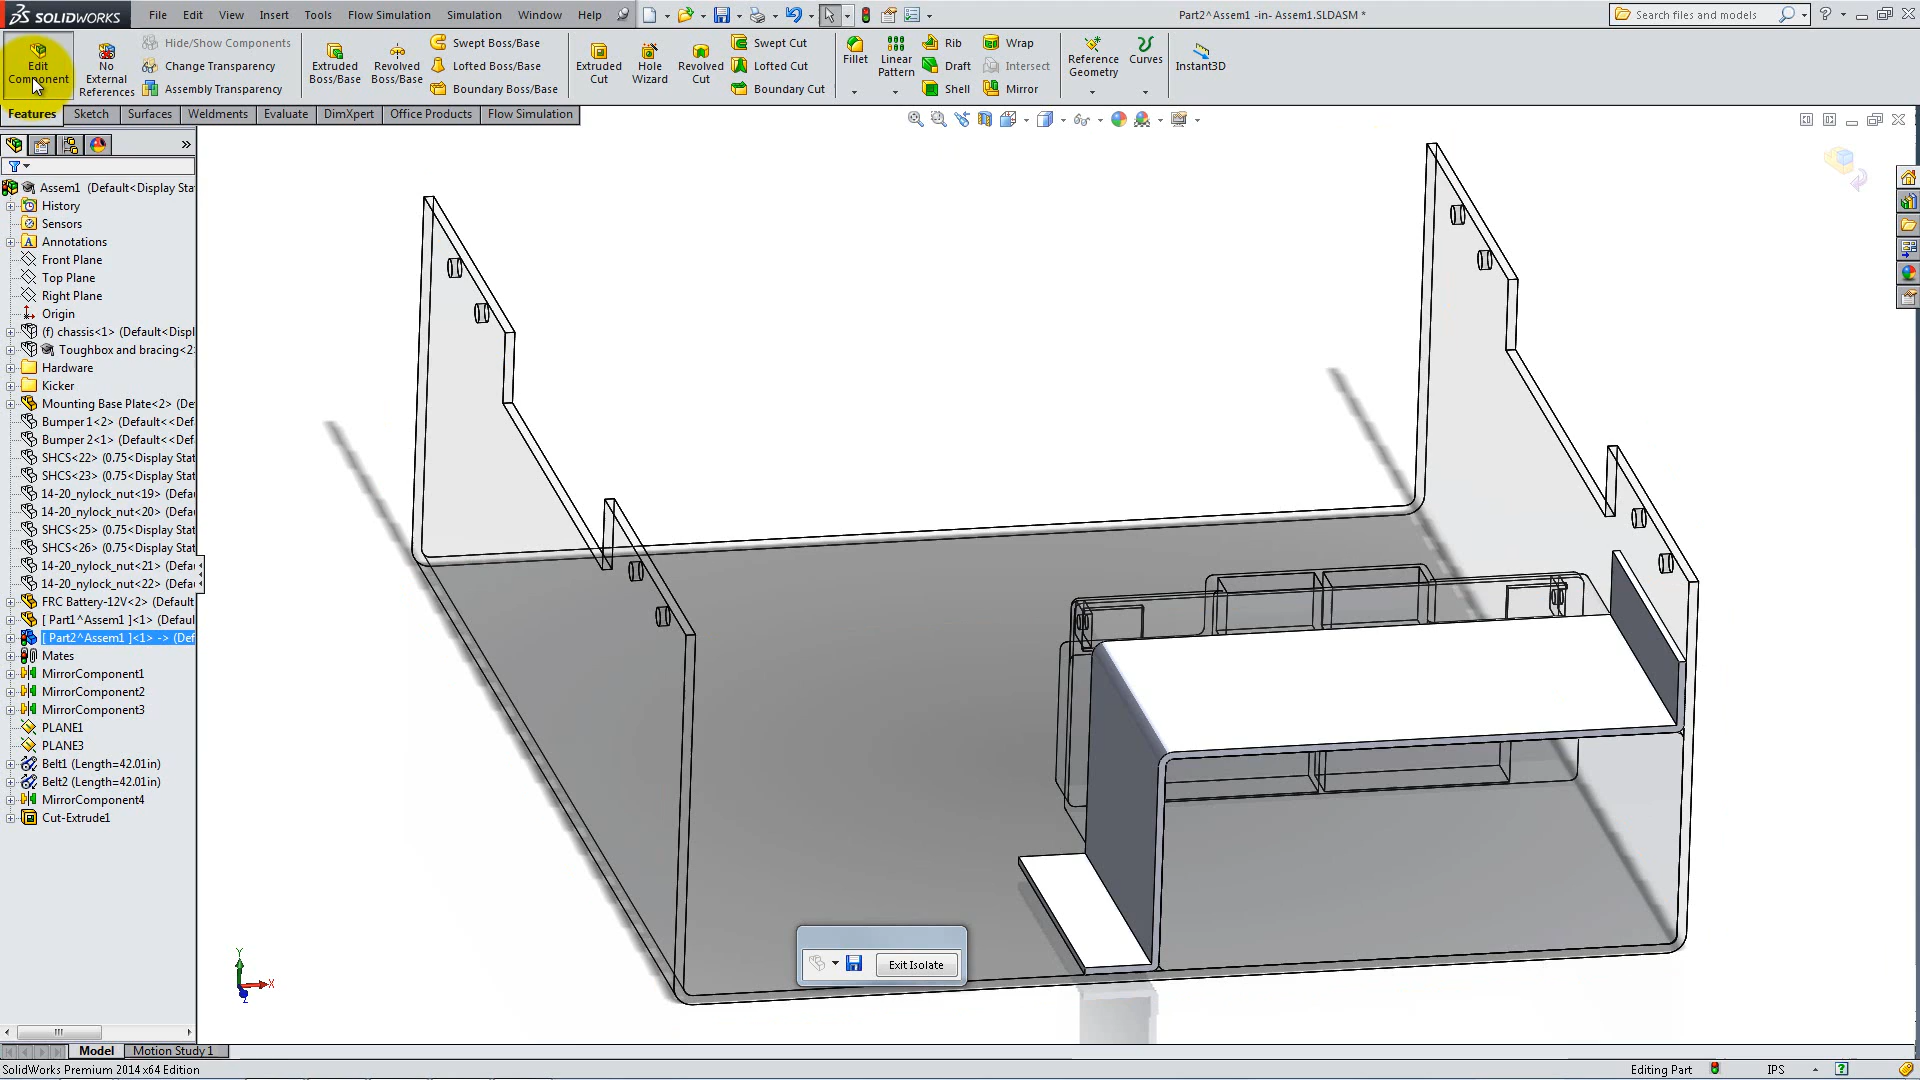 SOLIDWORKS File Edit View Insert Tools Flow Simulation Simulation Window Help Part2^Assem1 -in- Assem1.SLDASM * Search files and models
Edit Component
No External References
Hide/Show Components
Change Transparency
Assembly Transparency
Extruded Boss/Base
Revolved Boss/Base
Swept Boss/Base
Lofted Boss/Base
Boundary Boss/Base
Extruded Cut
Hole Wizard
Revolved Cut
Swept Cut
Lofted Cut
Boundary Cut
Fillet
Linear Pattern
Rib
Draft
Shell
Wrap
Intersect
Mirror
Reference Geometry
Curves
Instant3D
Features Sketch Surfaces Weldments Evaluate DimXpert Office Products Flow Simulation
Assem1 (Default<Display Sta
History
Sensors
Annotations
Front Plane
Top Plane
Right Plane
Origin
(f) chassis<1> (Default<Displ
Toughbox and bracing<2
Hardware
Kicker
Mounting Base Plate<2> (De
Bumper 1<2> (Default<<Def
Bumper 2<1> (Default<<Def
SHCS<22> (0.75<Display Stat
SHCS<23> (0.75<Display Stat
14-20_nylock_nut<19> (Defau
14-20_nylock_nut<20> (Defau
SHCS<25> (0.75<Display Stat
SHCS<26> (0.75<Display Stat
14-20_nylock_nut<21> (Defau
14-20_nylock_nut<22> (Defau
FRC Battery-12V<2> (Default
[ Part1^Assem1 ]<1> (Defaul
[ Part2^Assem1 ]<1> -> (Def
Mates
MirrorComponent1
MirrorComponent2
MirrorComponent3
PLANE1
PLANE3
Belt1 (Length=42.01in)
Belt2 (Length=42.01in)
MirrorComponent4
Cut-Extrude1
Exit Isolate
Y
X
Z
Model Motion Study 1
SolidWorks Premium 2014 x64 Edition Editing Part IPS